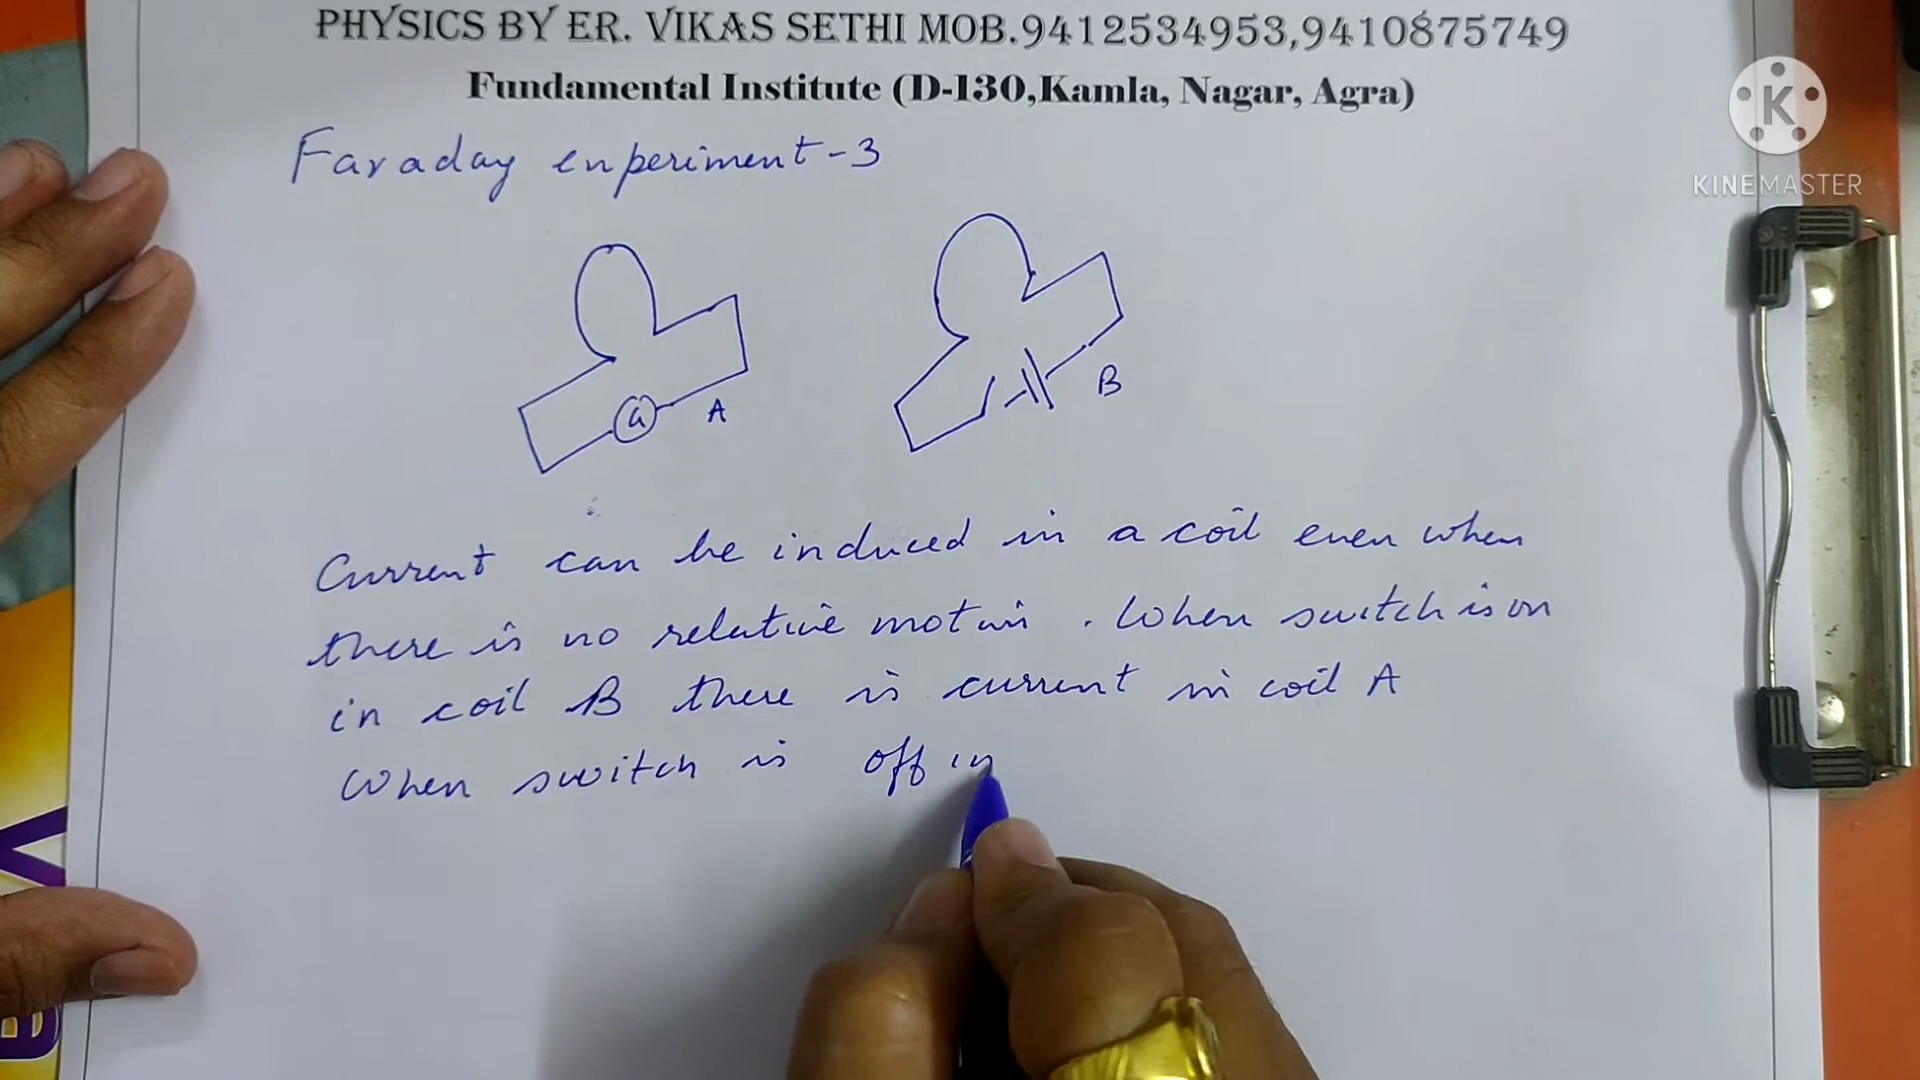 PHYSICS BY ER. VIKAS SETHI MOB.9412534953,9410875749
Fundamental Institute (D-130,Kamla, Nagar, Agra)
KINEMASTER
Faraday enperiment-3
G
A
B
Current can be induced in a coil even when
there is no relative motion. When switch is on
in coil B there is current in coil A
When switch is off in